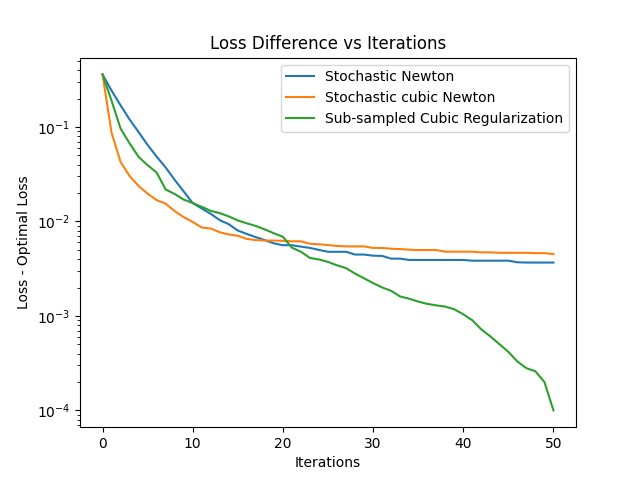 Loss Difference vs Iterations
Stochastic Newton
Stochastic cubic Newton
Sub-sampled Cubic Regularization
Loss - Optimal Loss
10⁻¹
10⁻²
10⁻³
10⁻⁴
0 10 20 30 40 50
Iterations